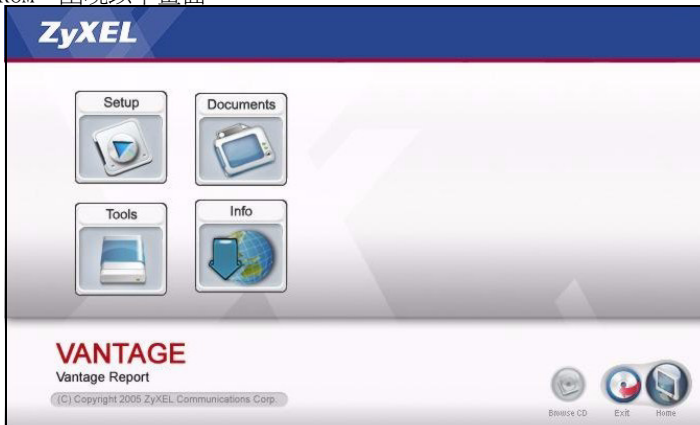 ZyXEL
Setup
Documents
Tools
Info
VANTAGE
Vantage Report
(C) Copyright 2005 ZyXEL Communications Corp.
Browse CD
Exit
Home